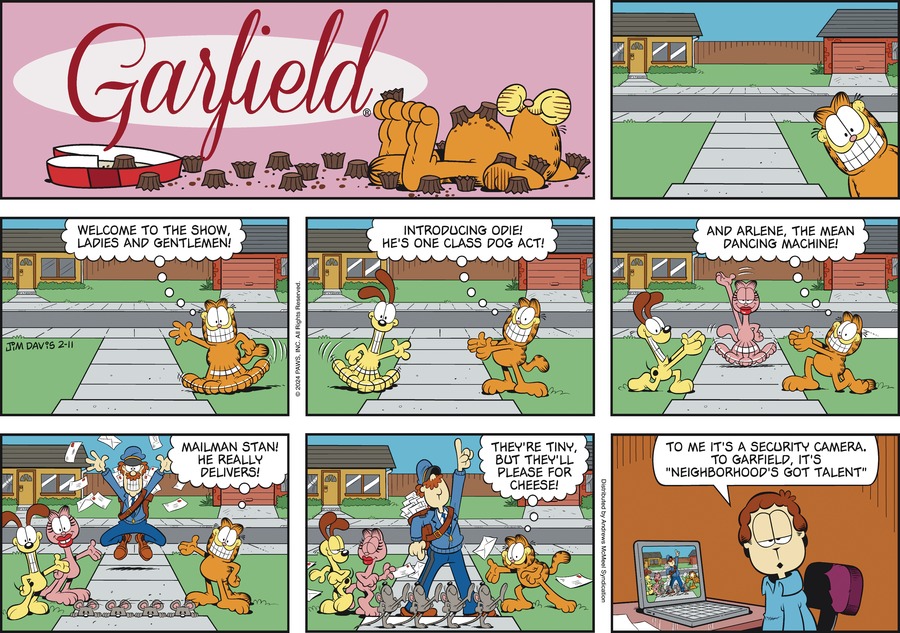 Garfield®
WELCOME TO THE SHOW,
LADIES AND GENTLEMEN!
JIM DAVIS 2-11
© 2024 PAWS, INC. All Rights Reserved.
INTRODUCING ODIE!
HE'S ONE CLASS DOG ACT!
AND ARLENE, THE MEAN
DANCING MACHINE!
MAILMAN STAN!
HE REALLY
DELIVERS!
THEY'RE TINY,
BUT THEY'LL
PLEASE FOR
CHEESE!
Distributed by Andrews McMeel Syndication
TO ME IT'S A SECURITY CAMERA.
TO GARFIELD, IT'S
"NEIGHBORHOOD'S GOT TALENT"